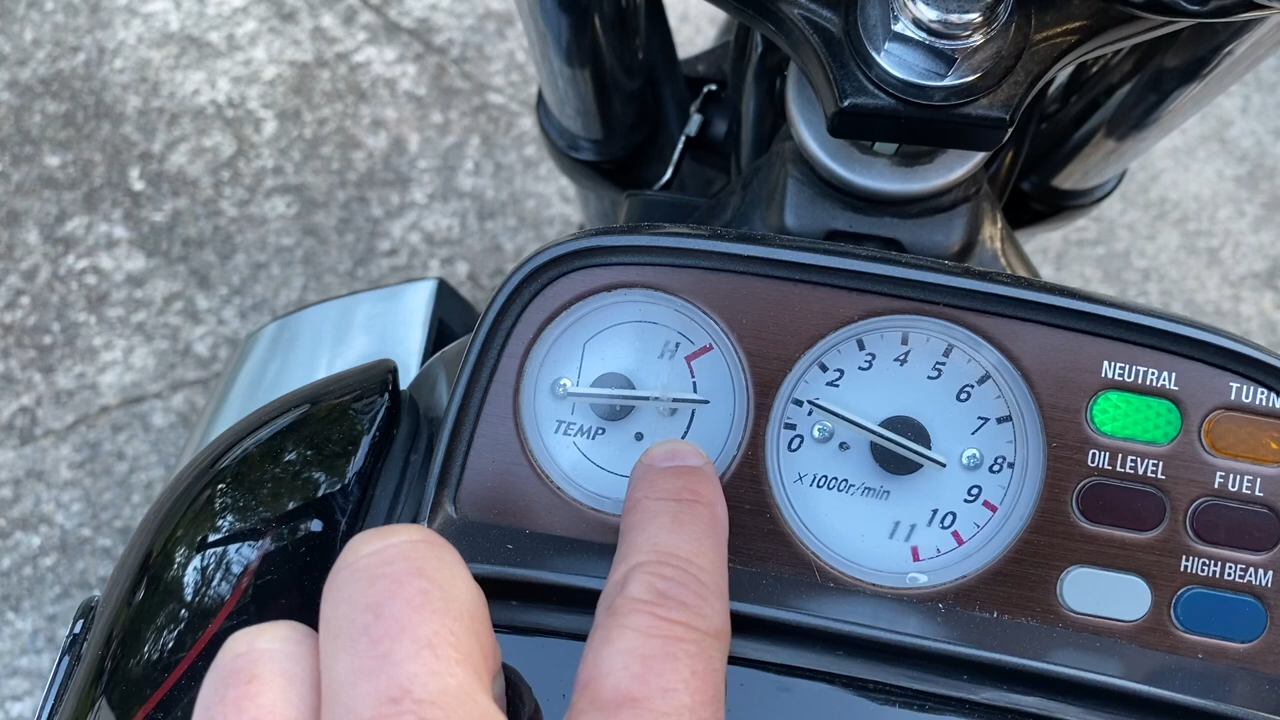 H
TEMP
0
1
2
3
4
5
6
7
8
9
10
11
×1000r/min
NEUTRAL
TURN
OIL LEVEL
FUEL
HIGH BEAM